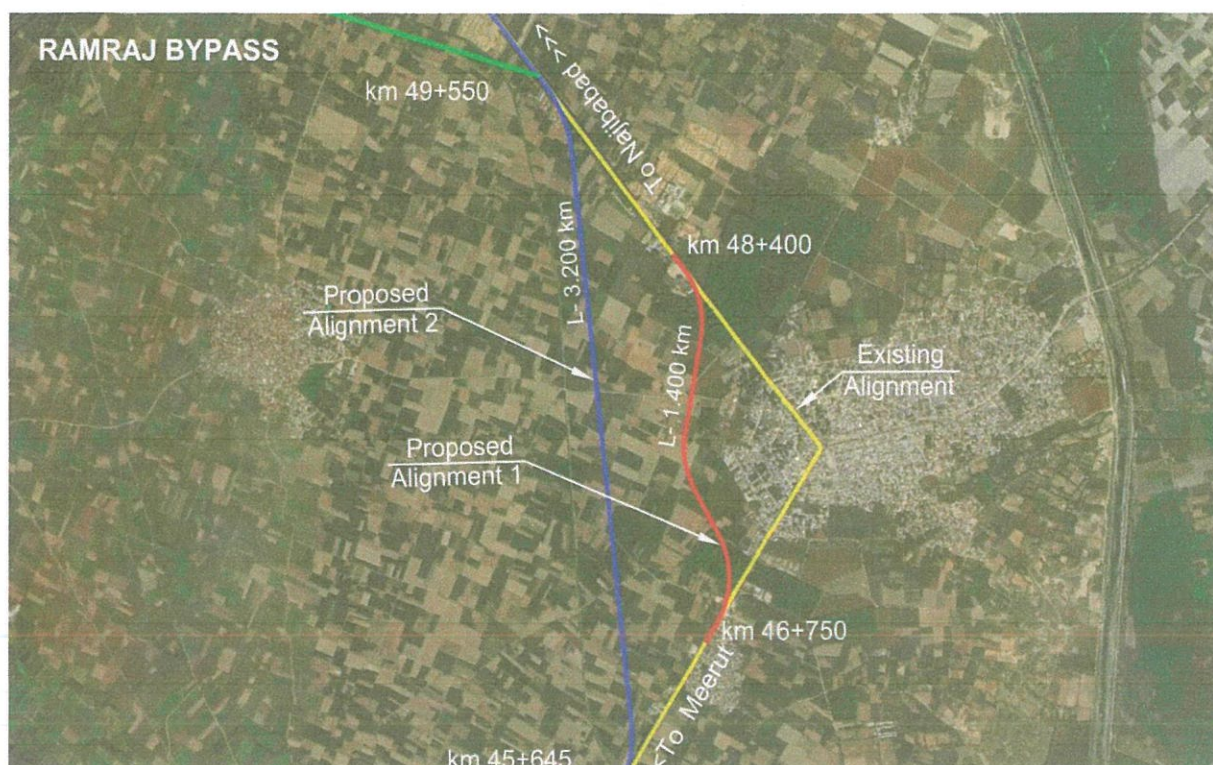 RAMRAJ BYPASS
km 49+550
<<< To Najibabad
km 48+400
L- 3.200 km
Proposed
Alignment 2
L- 1.400 km
Existing
Alignment
Proposed
Alignment 1
km 46+750
<To Meerut
km 45+645